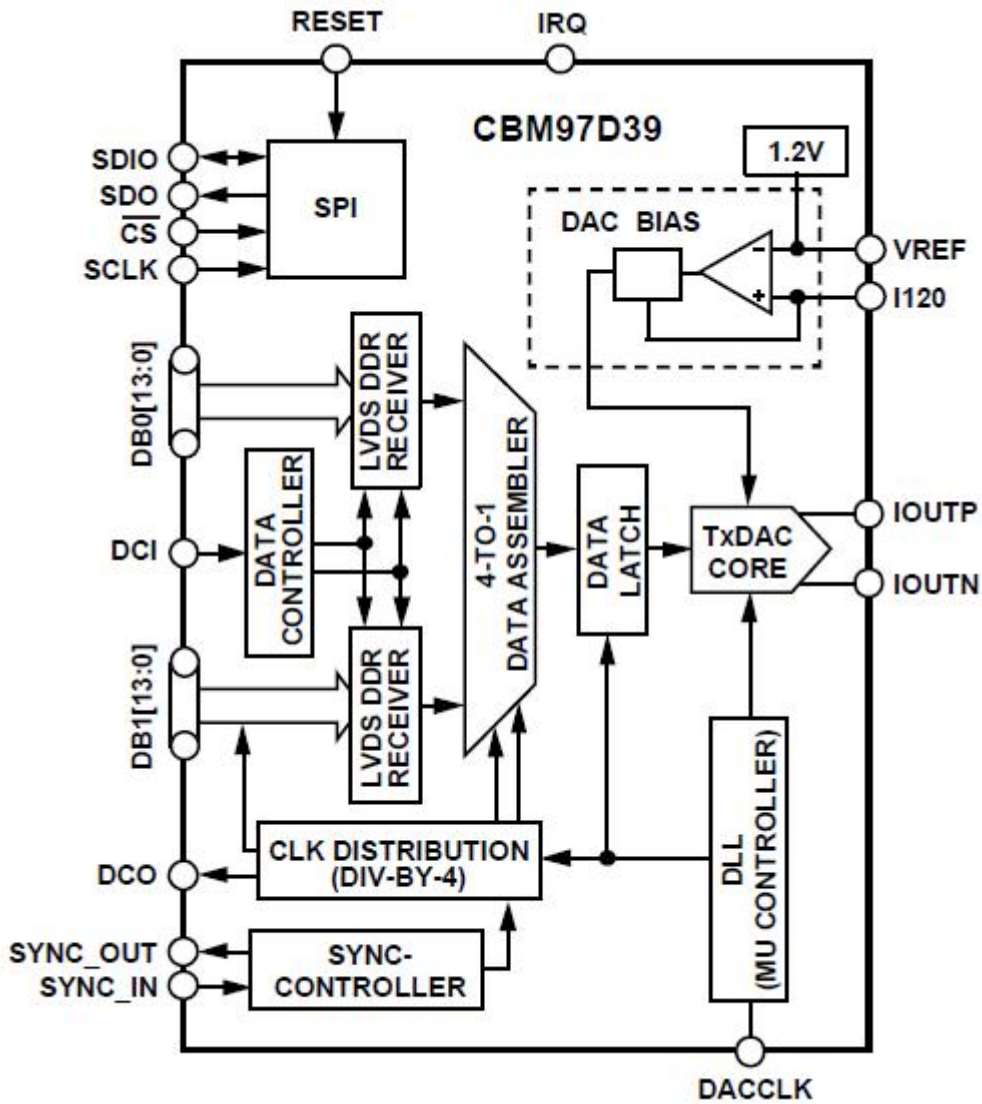 RESET
IRQ
CBM97D39
1.2V
SDIO
SDO
CS
SCLK
SPI
DAC BIAS
-
+
VREF
I120
DB0[13:0]
LVDS DDR
RECEIVER
DCI
DATA
CONTROLLER
4-TO-1
DATA ASSEMBLER
DATA
LATCH
TxDAC
CORE
IOUTP
IOUTN
DB1[13:0]
LVDS DDR
RECEIVER
DLL
(MU CONTROLLER)
DCO
CLK DISTRIBUTION
(DIV-BY-4)
SYNC_OUT
SYNC_IN
SYNC-
CONTROLLER
DACCLK